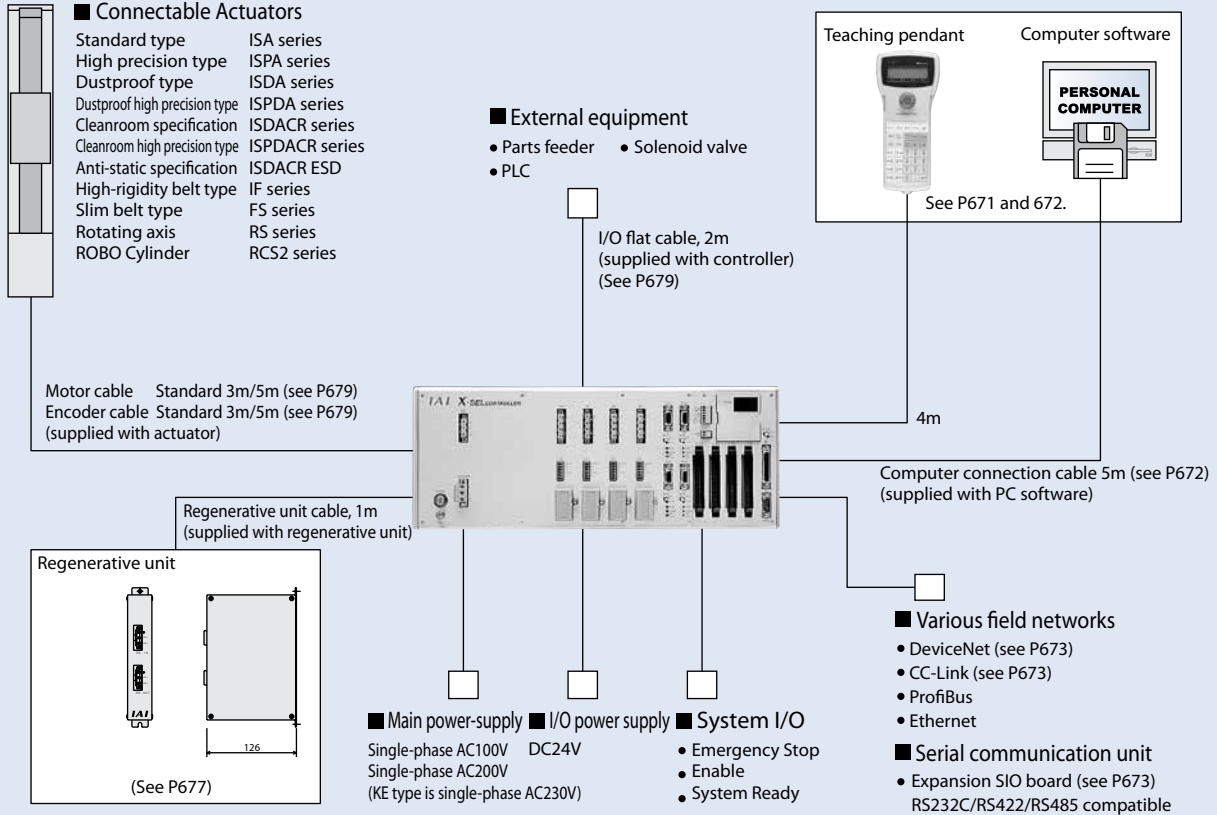 ■ Connectable Actuators
Standard type ISA series
High precision type ISPA series
Dustproof type ISDA series
Dustproof high precision type ISPDA series
Cleanroom specification ISDACR series
Cleanroom high precision type ISPDACR series
Anti-static specification ISDACR ESD
High-rigidity belt type IF series
Slim belt type FS series
Rotating axis RS series
ROBO Cylinder RCS2 series
■ External equipment
• Parts feeder • Solenoid valve
• PLC
I/O flat cable, 2m
(supplied with controller)
(See P679)
Teaching pendant Computer software
PERSONAL
COMPUTER
See P671 and 672.
Motor cable Standard 3m/5m (see P679)
Encoder cable Standard 3m/5m (see P679)
(supplied with actuator)
IAI X-SEL CONTROLLER
4m
Computer connection cable 5m (see P672)
(supplied with PC software)
Regenerative unit cable, 1m
(supplied with regenerative unit)
Regenerative unit
IAI
126
(See P677)
■ Main power-supply
Single-phase AC100V
Single-phase AC200V
(KE type is single-phase AC230V)
■ I/O power supply
DC24V
■ System I/O
• Emergency Stop
• Enable
• System Ready
■ Various field networks
• DeviceNet (see P673)
• CC-Link (see P673)
• ProfiBus
• Ethernet
■ Serial communication unit
• Expansion SIO board (see P673)
RS232C/RS422/RS485 compatible